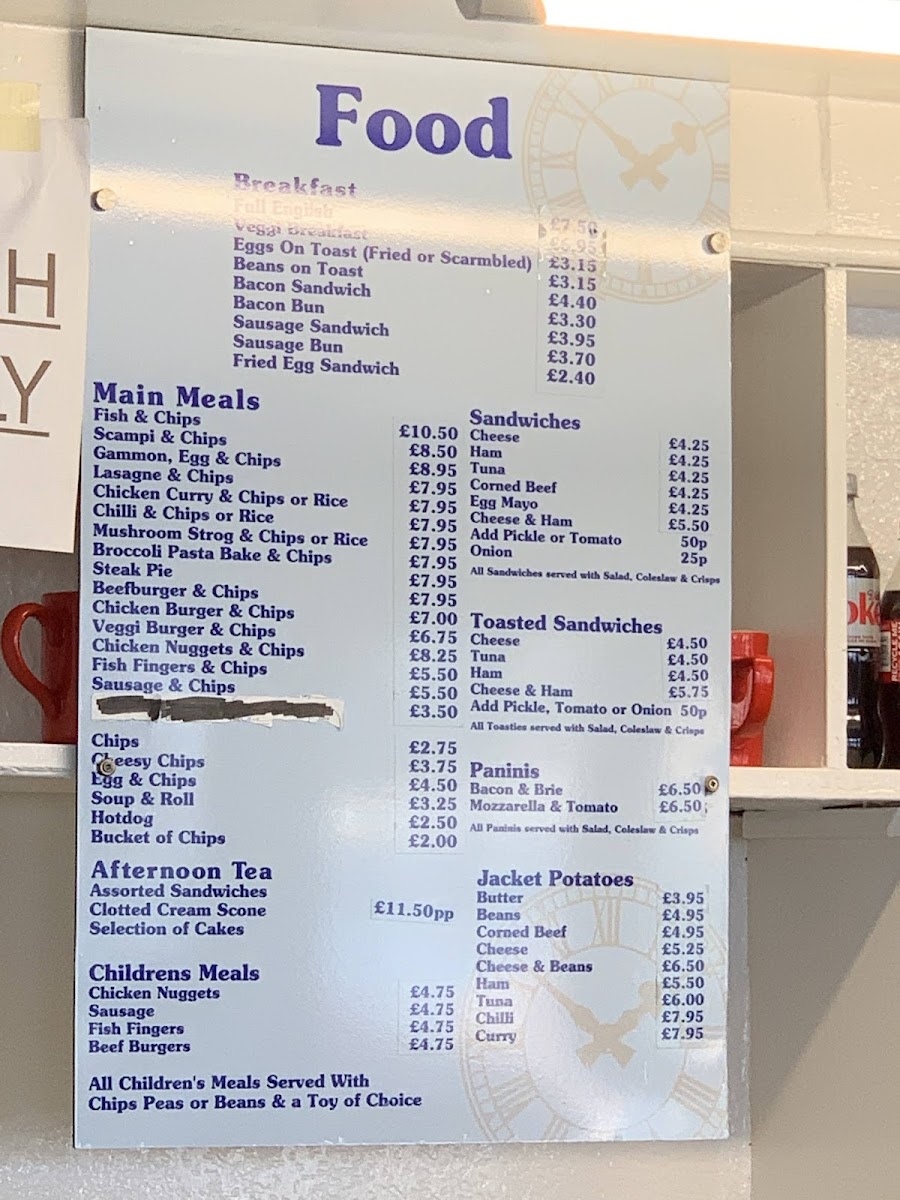 H
LY
Food
Breakfast
Full English £7.50
Veggi Breakfast £6.95
Eggs On Toast (Fried or Scarmbled) £3.15
Beans on Toast £3.15
Bacon Sandwich £4.40
Bacon Bun £3.30
Sausage Sandwich £3.95
Sausage Bun £3.70
Fried Egg Sandwich £2.40
Main Meals
Fish & Chips £10.50
Scampi & Chips £8.50
Gammon, Egg & Chips £8.95
Lasagne & Chips £7.95
Chicken Curry & Chips or Rice £7.95
Chilli & Chips or Rice £7.95
Mushroom Strog & Chips or Rice £7.95
Broccoli Pasta Bake & Chips £7.95
Steak Pie £7.95
Beefburger & Chips £7.95
Chicken Burger & Chips £7.00
Veggi Burger & Chips £6.75
Chicken Nuggets & Chips £8.25
Fish Fingers & Chips £5.50
Sausage & Chips £5.50
£3.50
Chips £2.75
Cheesy Chips £3.75
Egg & Chips £4.50
Soup & Roll £3.25
Hotdog £2.50
Bucket of Chips £2.00
Afternoon Tea
Assorted Sandwiches
Clotted Cream Scone £11.50pp
Selection of Cakes
Childrens Meals
Chicken Nuggets £4.75
Sausage £4.75
Fish Fingers £4.75
Beef Burgers £4.75
All Children's Meals Served With
Chips Peas or Beans & a Toy of Choice
Sandwiches
Cheese £4.25
Ham £4.25
Tuna £4.25
Corned Beef £4.25
Egg Mayo £4.25
Cheese & Ham £5.50
Add Pickle or Tomato 50p
Onion 25p
All Sandwiches served with Salad, Coleslaw & Crisps
Toasted Sandwiches
Cheese £4.50
Tuna £4.50
Ham £4.50
Cheese & Ham £5.75
Add Pickle, Tomato or Onion 50p
All Toasties served with Salad, Coleslaw & Crisps
Paninis
Bacon & Brie £6.50
Mozzarella & Tomato £6.50
All Paninis served with Salad, Coleslaw & Crisps
Jacket Potatoes
Butter £3.95
Beans £4.95
Corned Beef £4.95
Cheese £5.25
Cheese & Beans £6.50
Ham £5.50
Tuna £6.00
Chilli £7.95
Curry £7.95
oke